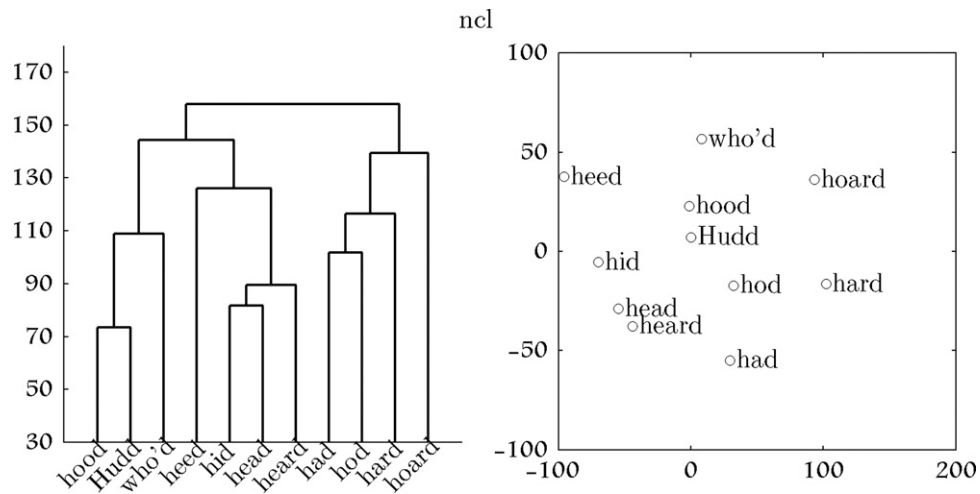 ncl
170
150
130
110
90
70
50
30
hood Hudd who'd heed hid head heard had hod hard hoard
100
50
0
-50
-100
who'd
heed
hoard
hood
Hudd
hid
hod
hard
head
heard
had
-100 0 100 200